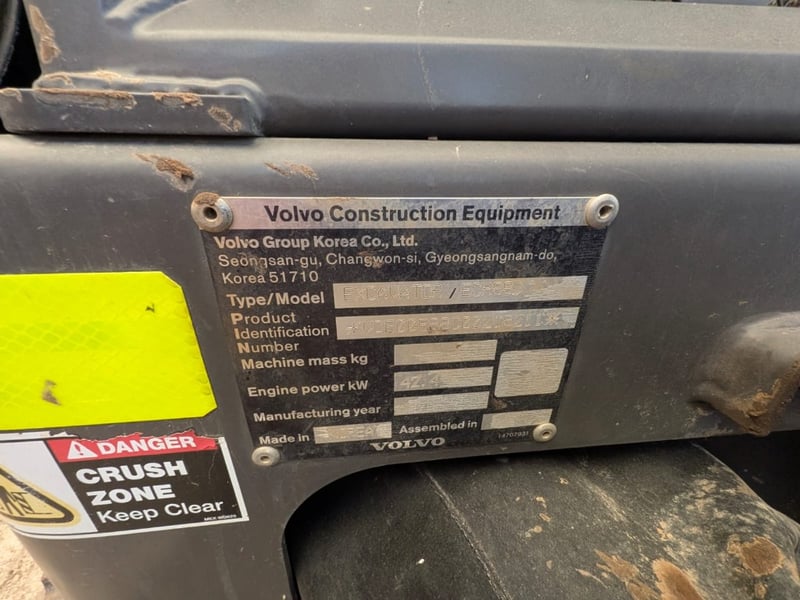 Volvo Construction Equipment
Volvo Group Korea Co., Ltd.
Seongsan-gu, Changwon-si, Gyeongsangnam-do,
Korea 51710
Type/Model
Product
Identification
Number
Machine mass kg
Engine power kW
Manufacturing year
Made in
Assembled in
VOLVO
14707931
DANGER
CRUSH
ZONE
Keep Clear